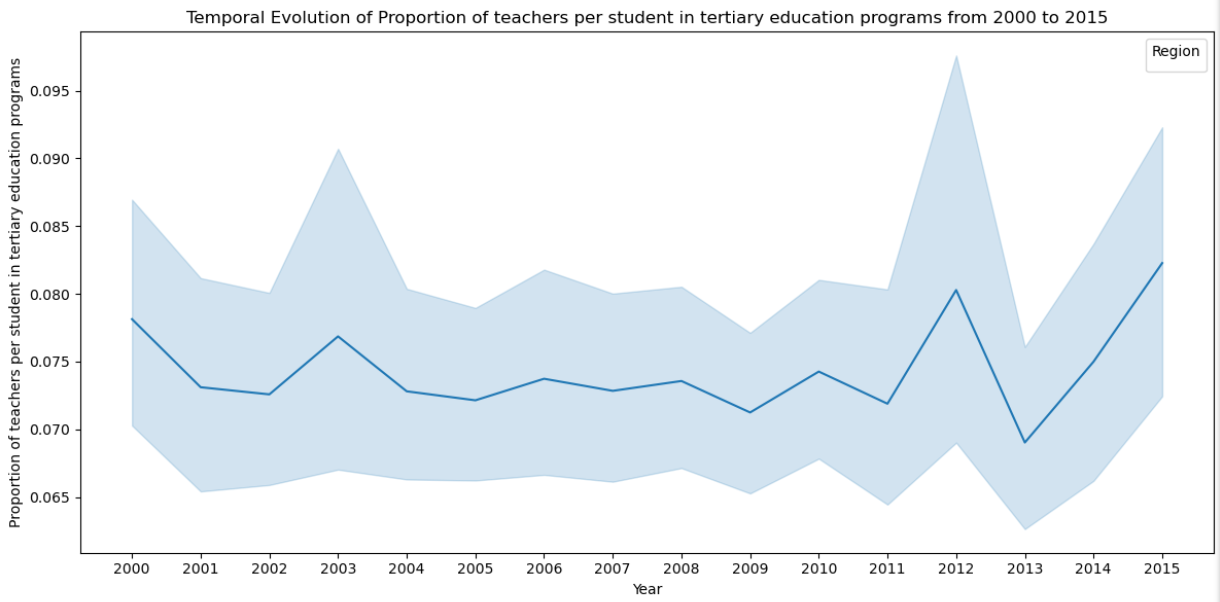 Temporal Evolution of Proportion of teachers per student in tertiary education programs from 2000 to 2015
Region
Proportion of teachers per student in tertiary education programs
0.095
0.090
0.085
0.080
0.075
0.070
0.065
2000 2001 2002 2003 2004 2005 2006 2007 2008 2009 2010 2011 2012 2013 2014 2015
Year